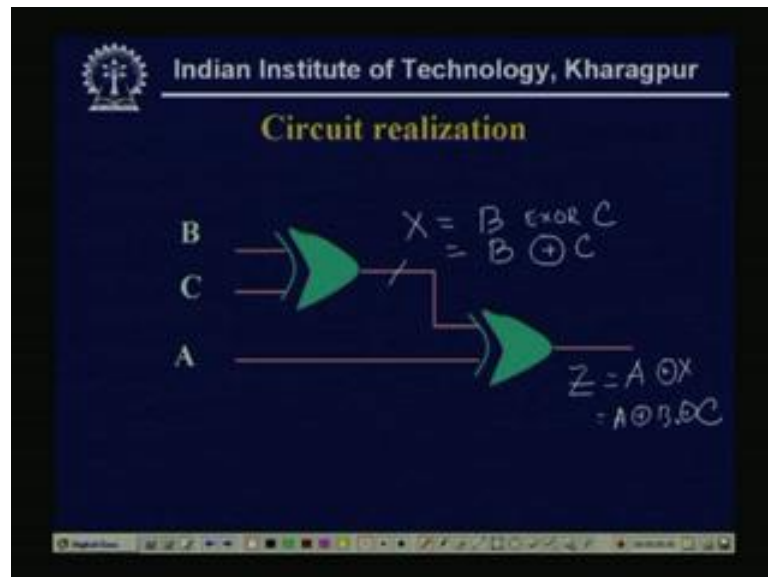 Indian Institute of Technology, Kharagpur
Circuit realization
B
X = B EXOR C
= B ⊕ C
C
A
Z = A ⊕ X
= A ⊕ B ⊕ C